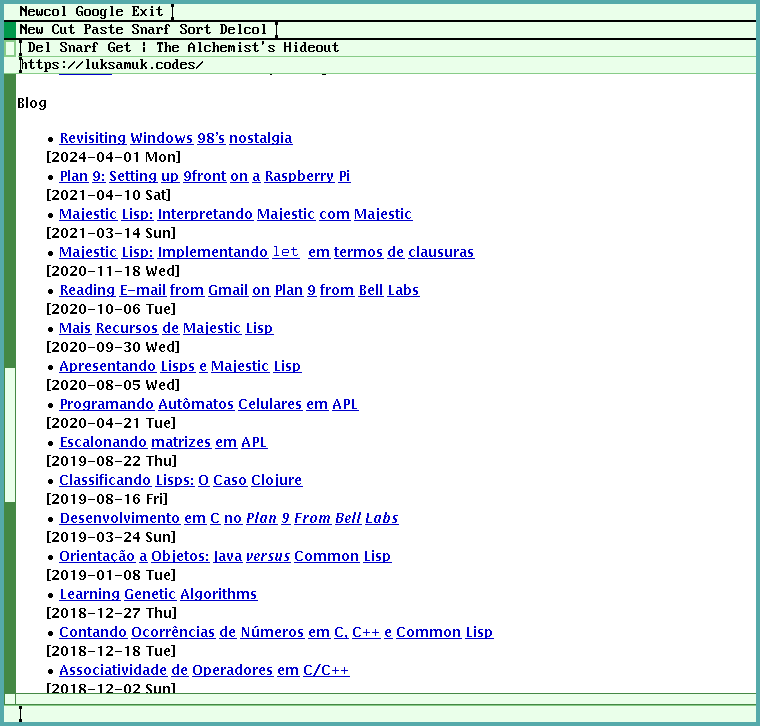 Newcol Google Exit
New Cut Paste Snarf Sort Delcol
Del Snarf Get | The Alchemist's Hideout
https://luksamuk.codes/
Blog
• Revisiting Windows 98's nostalgia
[2024-04-01 Mon]
• Plan 9: Setting up 9front on a Raspberry Pi
[2021-04-10 Sat]
• Majestic Lisp: Interpretando Majestic com Majestic
[2021-03-14 Sun]
• Majestic Lisp: Implementando let em termos de clausuras
[2020-11-18 Wed]
• Reading E-mail from Gmail on Plan 9 from Bell Labs
[2020-10-06 Tue]
• Mais Recursos de Majestic Lisp
[2020-09-30 Wed]
• Apresentando Lisps e Majestic Lisp
[2020-08-05 Wed]
• Programando Autômatos Celulares em APL
[2020-04-21 Tue]
• Escalonando matrizes em APL
[2019-08-22 Thu]
• Classificando Lisps: O Caso Clojure
[2019-08-16 Fri]
• Desenvolvimento em C no Plan 9 From Bell Labs
[2019-03-24 Sun]
• Orientação a Objetos: Java versus Common Lisp
[2019-01-08 Tue]
• Learning Genetic Algorithms
[2018-12-27 Thu]
• Contando Ocorrências de Números em C, C++ e Common Lisp
[2018-12-18 Tue]
• Associatividade de Operadores em C/C++
[2018-12-02 Sun]